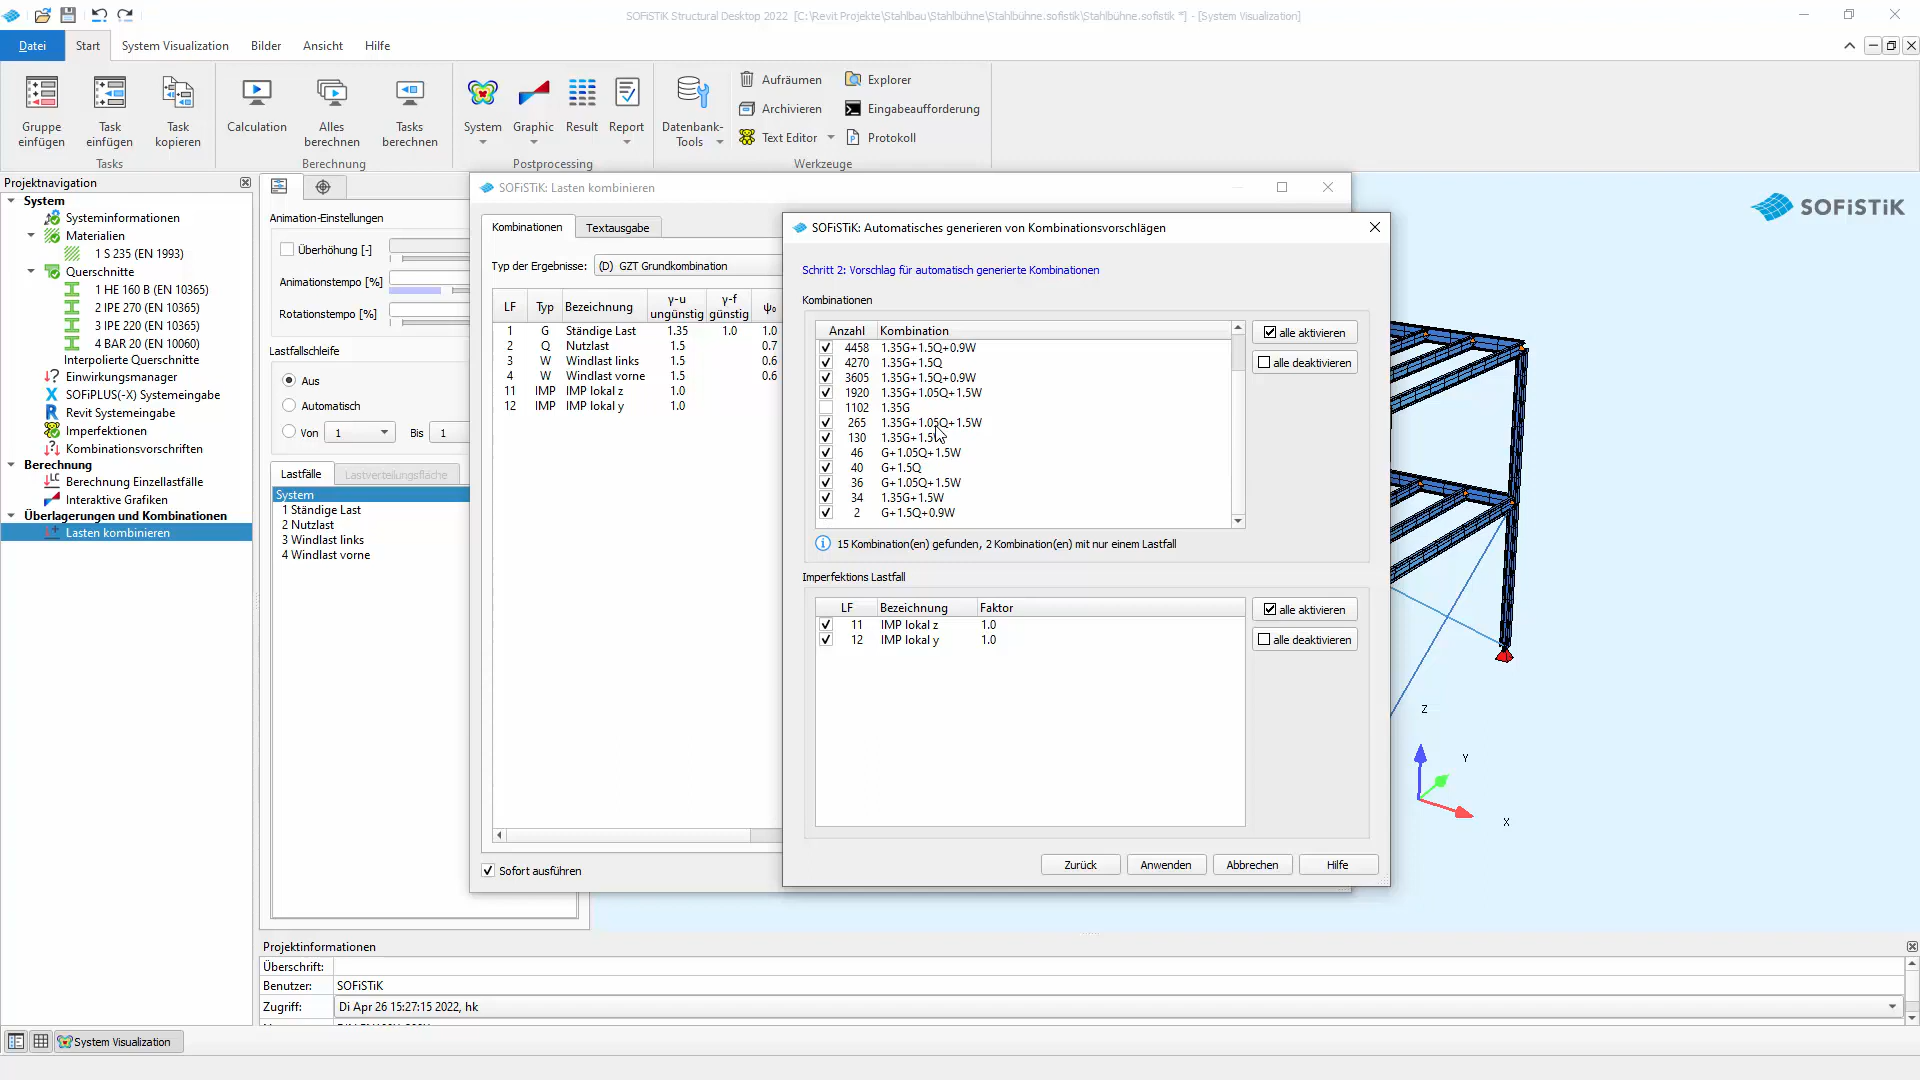 SOFiSTiK Structural Desktop 2022 [C:\Revit Projekte\Stahlbau\Stahlbühne\Stahlbühne.sofistik\Stahlbühne.sofistik *] - [System Visualization]
Datei Start System Visualization Bilder Ansicht Hilfe
Gruppe einfügen
Task einfügen
Task kopieren
Tasks
Calculation
Alles berechnen
Tasks berechnen
Berechnung
System
Graphic
Result
Report
Postprocessing
Datenbank-Tools
Aufräumen
Archivieren
Text Editor
Explorer
Eingabeaufforderung
Protokoll
Werkzeuge
Projektnavigation
System
Systeminformationen
Materialien
1 S 235 (EN 1993)
Querschnitte
1 HE 160 B (EN 10365)
2 IPE 270 (EN 10365)
3 IPE 220 (EN 10365)
4 BAR 20 (EN 10060)
Interpolierte Querschnitte
Einwirkungsmanager
SOFiPLUS(-X) Systemeingabe
Revit Systemeingabe
Imperfektionen
Kombinationsvorschriften
Berechnung
Berechnung Einzellastfälle
Interaktive Grafiken
Überlagerungen und Kombinationen
Lasten kombinieren
Animation-Einstellungen
Überhöhung [-]
Animationstempo [%]
Rotationstempo [%]
Lastfallschleife
Aus
Automatisch
Von 1 Bis 1
Lastfälle Lastverteilungsfläche
System
1 Ständige Last
2 Nutzlast
3 Windlast links
4 Windlast vorne
SOFiSTiK: Lasten kombinieren
Kombinationen Textausgabe
Typ der Ergebnisse: (D) GZT Grundkombination
LF Typ Bezeichnung γ-u ungünstig γ-f günstig ψ₀
1 G Ständige Last 1.35 1.0 1.0
2 Q Nutzlast 1.5 0.7
3 W Windlast links 1.5 0.6
4 W Windlast vorne 1.5 0.6
11 IMP IMP lokal z 1.0
12 IMP IMP lokal y 1.0
Sofort ausführen
SOFiSTiK: Automatisches generieren von Kombinationsvorschlägen
Schritt 2: Vorschlag für automatisch generierte Kombinationen
Kombinationen
Anzahl Kombination
4458 1.35G+1.5Q+0.9W
4270 1.35G+1.5Q
3605 1.35G+1.5Q+0.9W
1920 1.35G+1.05Q+1.5W
1102 1.35G
265 1.35G+1.05Q+1.5W
130 1.35G+1.5W
46 G+1.05Q+1.5W
40 G+1.5Q
36 G+1.05Q+1.5W
34 1.35G+1.5W
2 G+1.5Q+0.9W
alle aktivieren
alle deaktivieren
15 Kombination(en) gefunden, 2 Kombination(en) mit nur einem Lastfall
Imperfektions Lastfall
LF Bezeichnung Faktor
11 IMP lokal z 1.0
12 IMP lokal y 1.0
alle aktivieren
alle deaktivieren
Zurück Anwenden Abbrechen Hilfe
SOFiSTiK
Z
Y
X
Projektinformationen
Überschrift:
Benutzer: SOFiSTiK
Zugriff: Di Apr 26 15:27:15 2022, hk
System Visualization